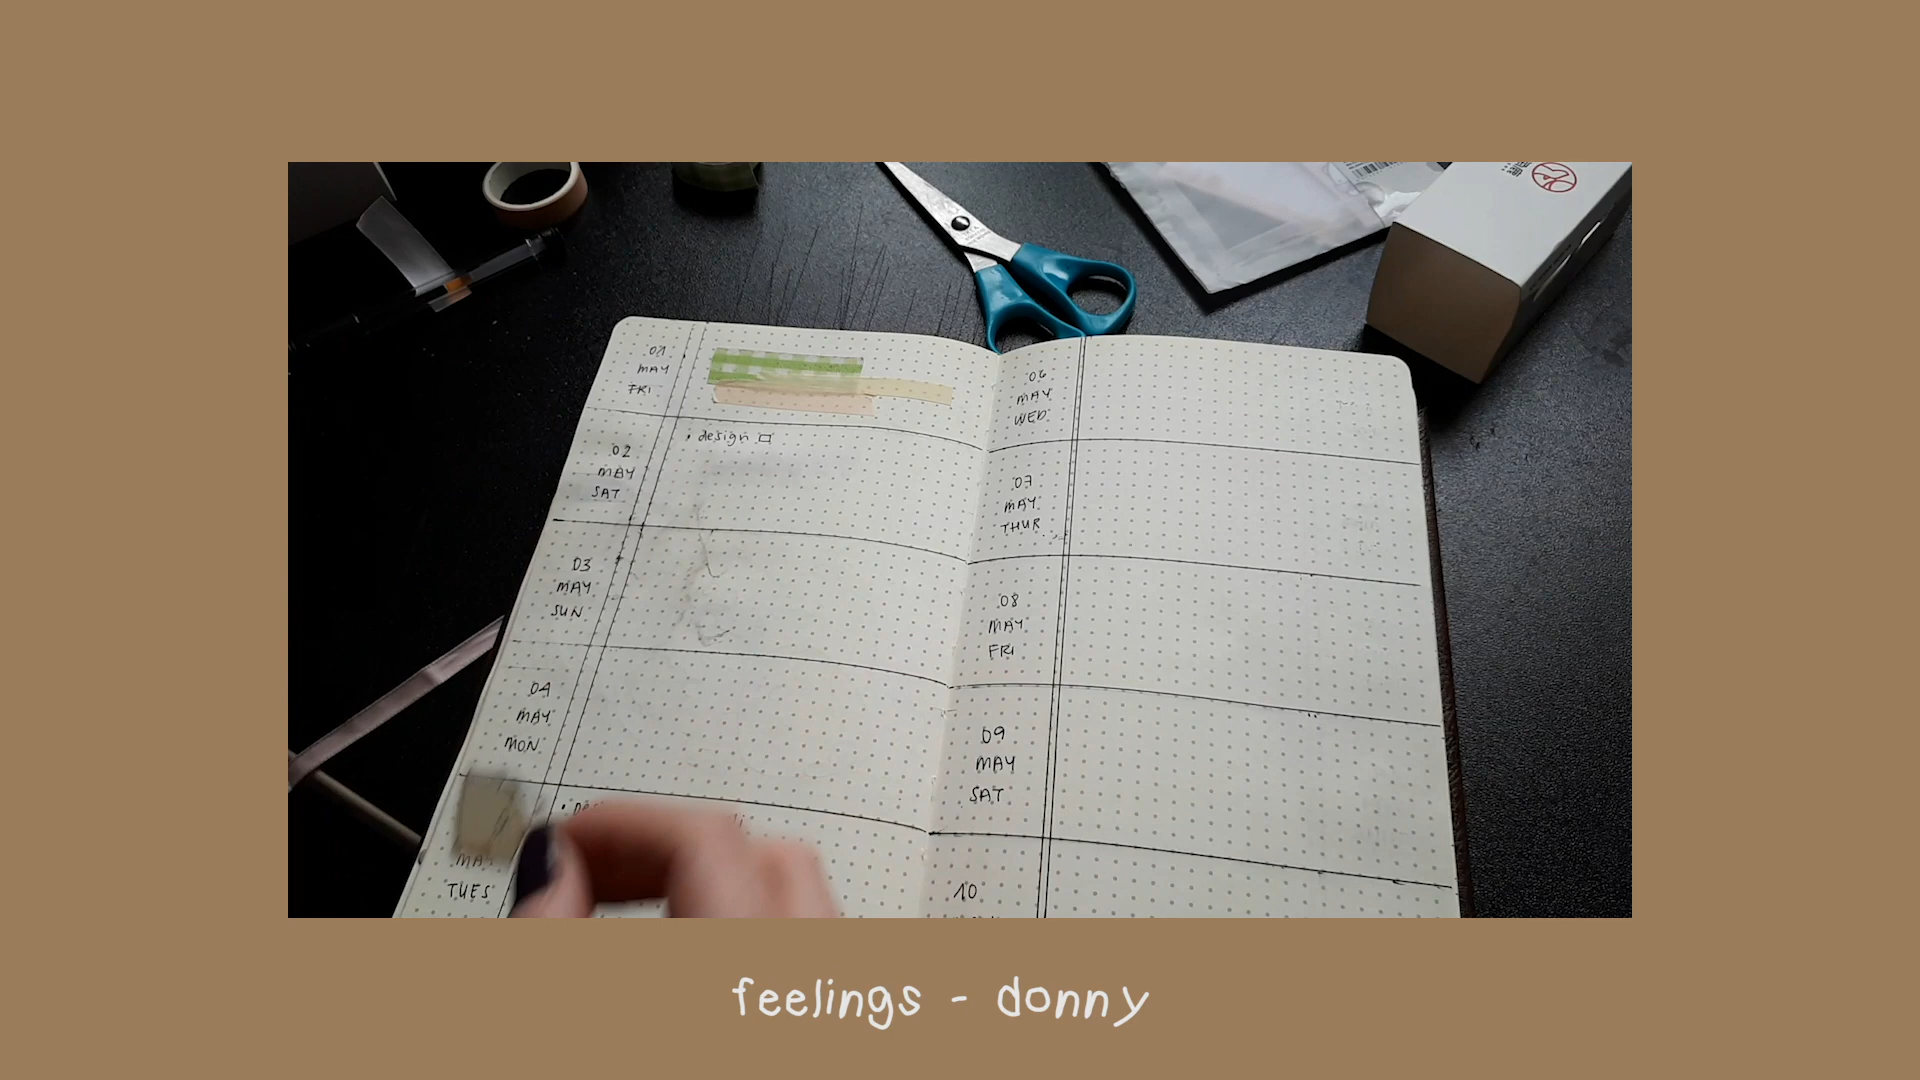 01
MAY
FRI
02
MAY
SAT
• design □
03
MAY
SUN
04
MAY
MON
MAY
TUES
06
MAY
WED
07
MAY
THUR
08
MAY
FRI
09
MAY
SAT
10
feelings - donny